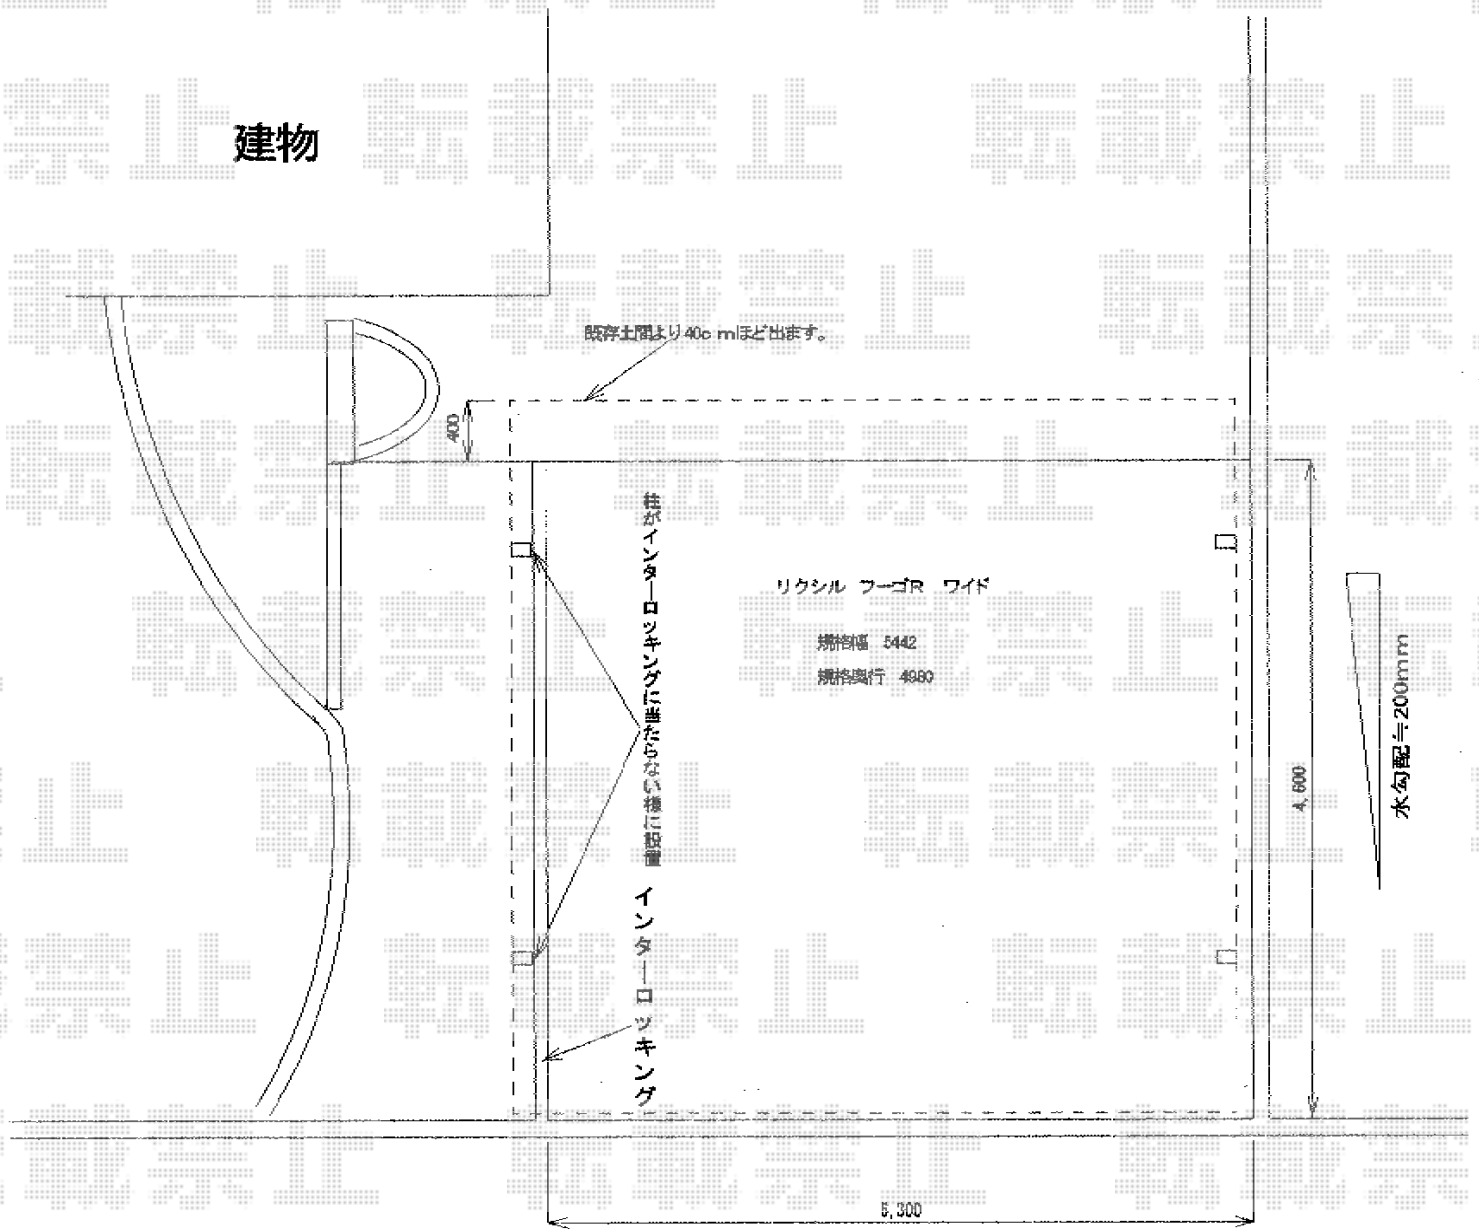 転載禁止
建物
既存土間より40cmほど出ます。
400
柱がインターロッキングに当たらない様に設置
リクシル フーゴR ワイド
規格幅 5442
規格奥行 4980
水勾配≒200mm
4,600
インターロッキング
5,300